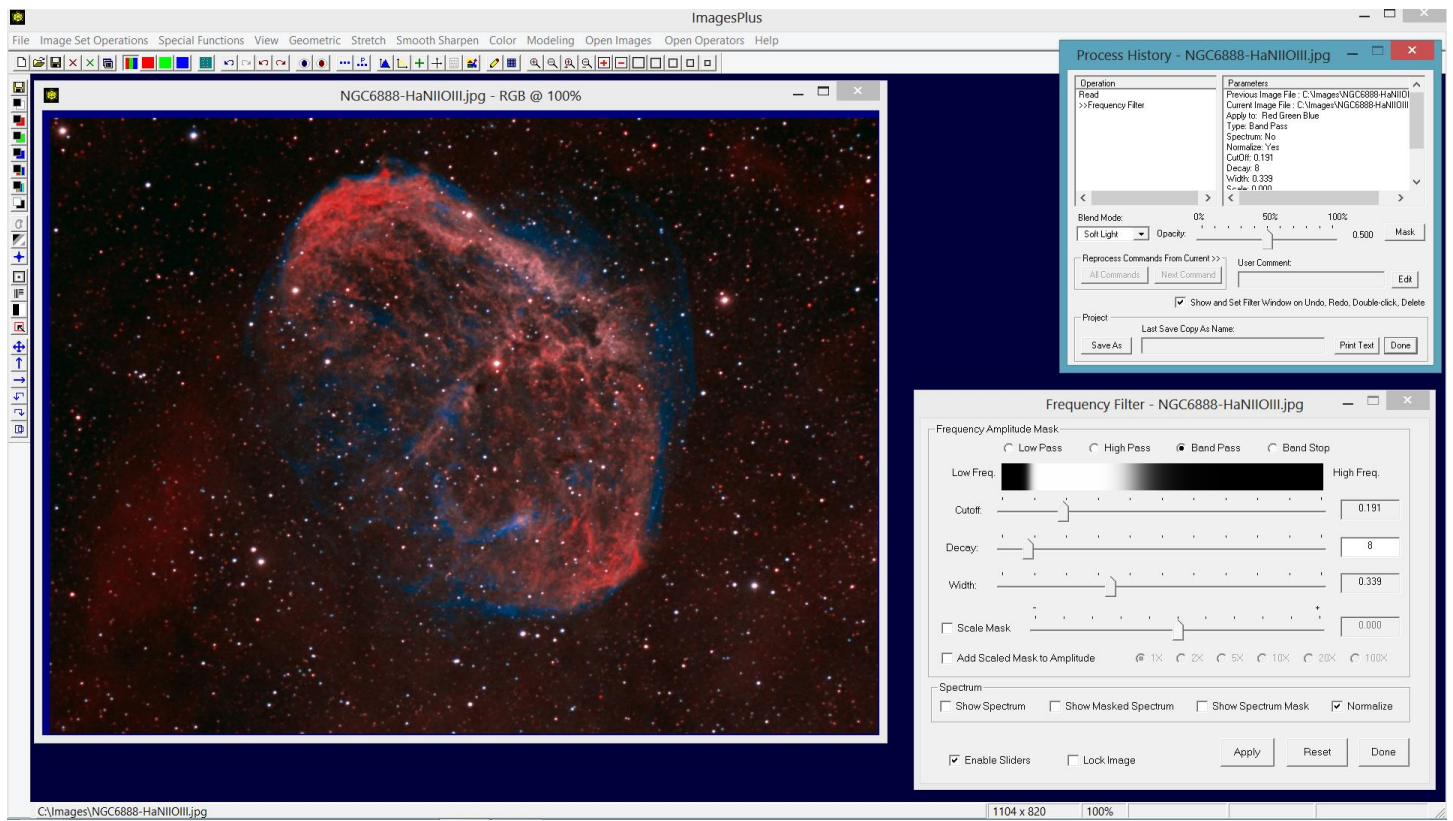 ImagesPlus
File Image Set Operations Special Functions View Geometric Stretch Smooth Sharpen Color Modeling Open Images Open Operators Help
NGC6888-HaNIIOIII.jpg - RGB @ 100%
Process History - NGC6888-HaNIIOIII.jpg
Operation
Read
>>Frequency Filter
Parameters
Previous Image File : C:\Images\NGC6888-HaNIIOI
Current Image File : C:\Images\NGC6888-HaNIIOIII
Apply to: Red Green Blue
Type: Band Pass
Spectrum: No
Normalize: Yes
CutOff: 0.191
Decay: 8
Width: 0.339
Scale: 0.000
Blend Mode: 0% 50% 100%
Soft Light Opacity: 0.500 Mask
Reprocess Commands From Current >> User Comment:
All Commands Next Command Edit
Show and Set Filter Window on Undo, Redo, Double-click, Delete
Project
Last Save Copy As Name:
Save As Print Text Done
Frequency Filter - NGC6888-HaNIIOIII.jpg
Frequency Amplitude Mask
Low Pass High Pass Band Pass Band Stop
Low Freq. High Freq.
Cutoff: 0.191
Decay: 8
Width: 0.339
- +
Scale Mask 0.000
Add Scaled Mask to Amplitude 1X 2X 5X 10X 20X 100X
Spectrum
Show Spectrum Show Masked Spectrum Show Spectrum Mask Normalize
Enable Sliders Lock Image Apply Reset Done
C:\Images\NGC6888-HaNIIOIII.jpg 1104 x 820 100%